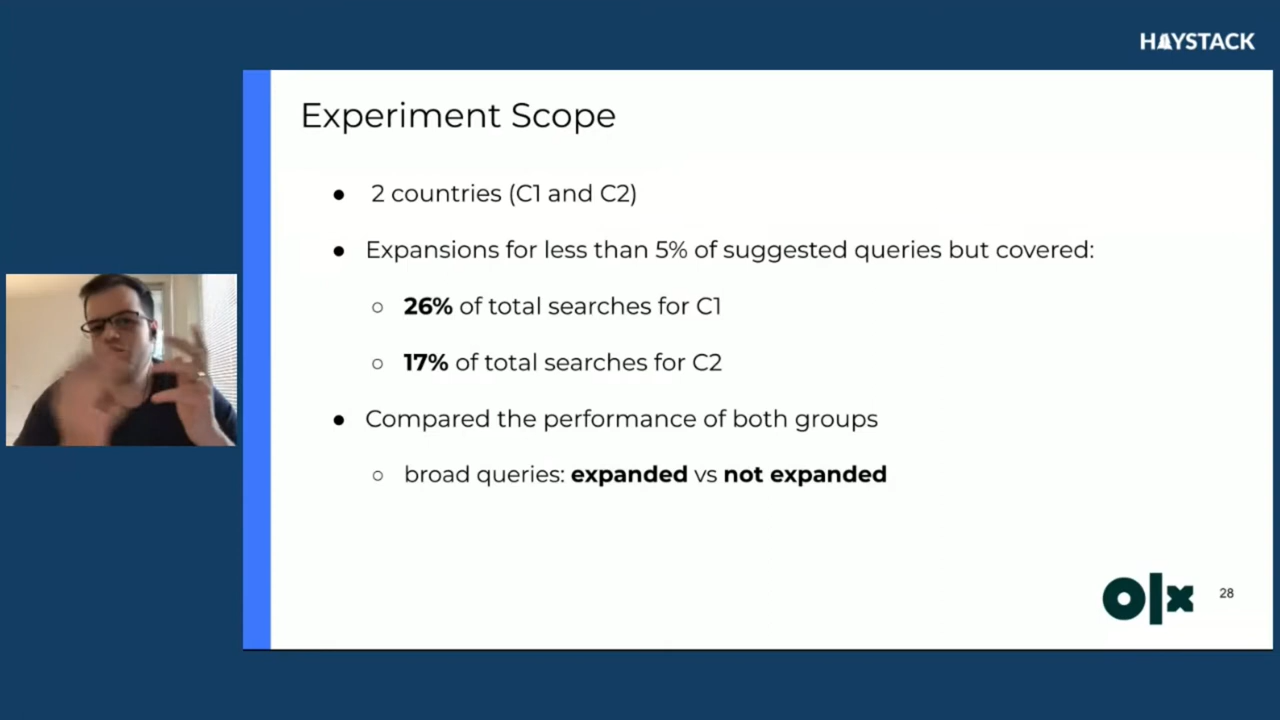 HAYSTACK
Experiment Scope
● 2 countries (C1 and C2)
● Expansions for less than 5% of suggested queries but covered:
○ 26% of total searches for C1
○ 17% of total searches for C2
● Compared the performance of both groups
○ broad queries: expanded vs not expanded
olx
28